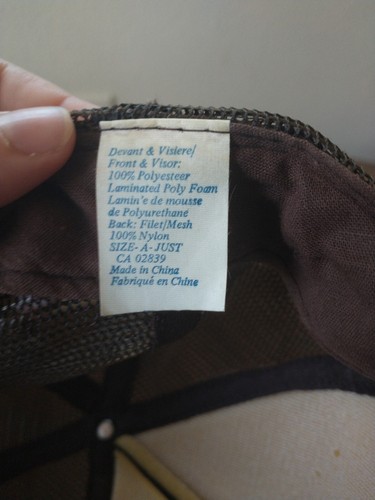 Devant & Visiere/
Front & Visor:
100% Polyesteer
Laminated Poly Foam
Lamin'e de mousse
de Polyurethane
Back: Filet/Mesh
100% Nylon
SIZE-A-JUST
CA 02839
Made in China
Fabriqué en Chine